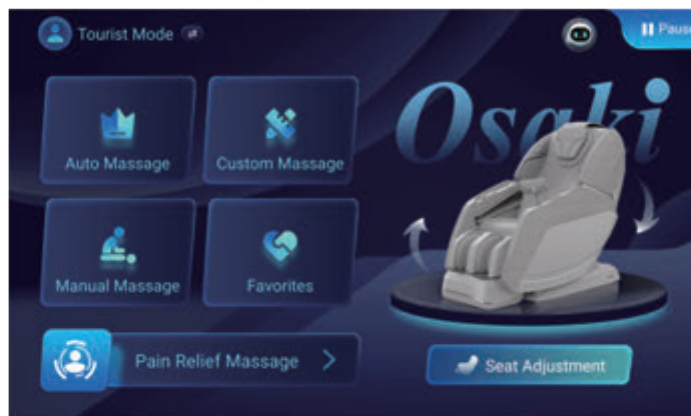 Tourist Mode
Pause
Osaki
Auto Massage
Custom Massage
Manual Massage
Favorites
Pain Relief Massage
Seat Adjustment